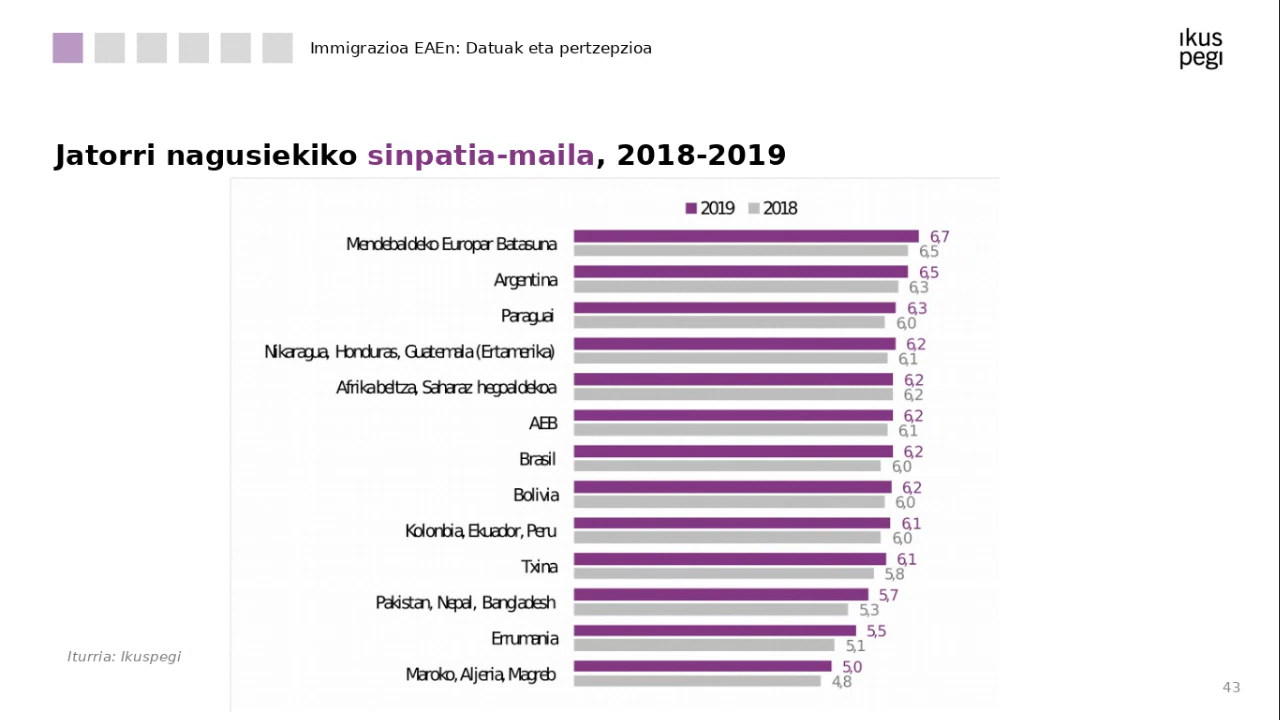 Immigrazioa EAEn: Datuak eta pertzepzioa
ıkus
pegı
Jatorri nagusiekiko sinpatia-maila, 2018-2019
2019 2018
Mendebaldeko Europar Batasuna 6,7
6,5
Argentina 6,5
6,3
Paraguai 6,3
6,0
Nikaragua, Honduras, Guatemala (Ertamerika) 6,2
6,1
Afrika beltza, Saharaz hegoaldekoa 6,2
6,2
AEB 6,2
6,1
Brasil 6,2
6,0
Bolivia 6,2
6,0
Kolonbia, Ekuador, Peru 6,1
6,0
Txina 6,1
5,8
Pakistan, Nepal, Bangladesh 5,7
5,3
Errumania 5,5
5,1
Maroko, Aljeria, Magreb 5,0
4,8
Iturria: Ikuspegi
43